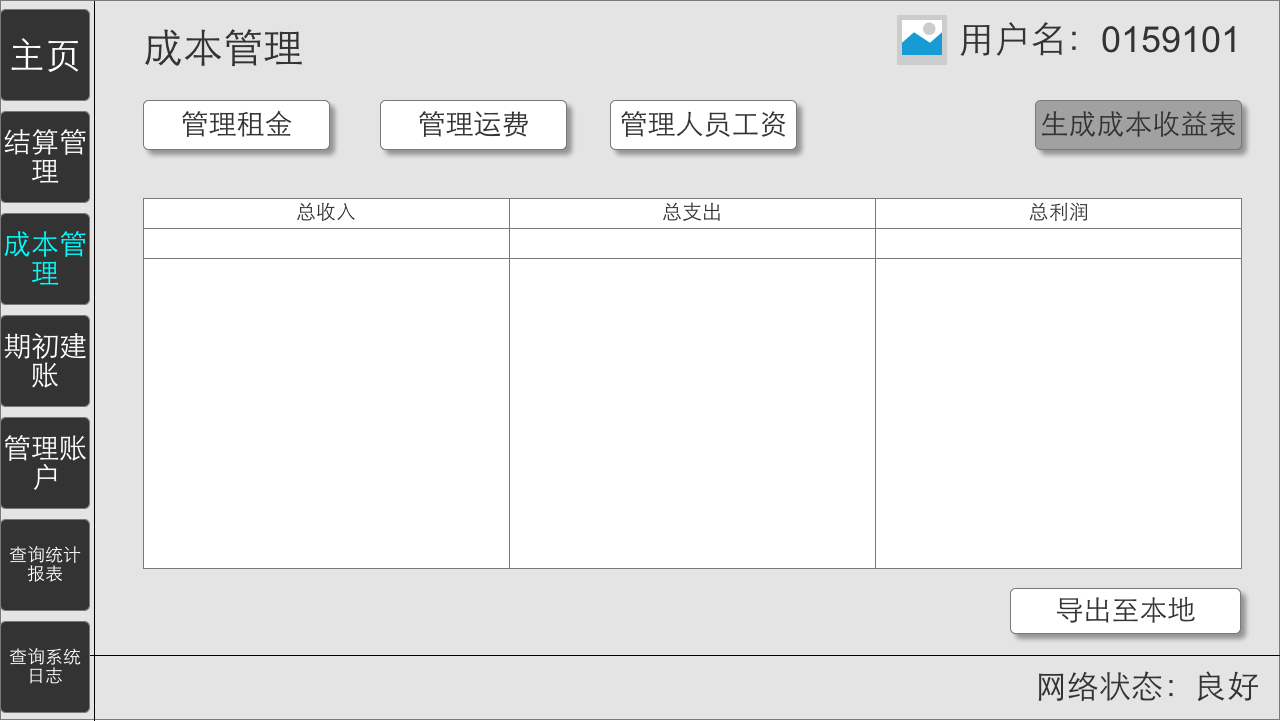 主页
结算管
理
成本管
理
期初建
账
管理账
户
查询统计
报表
查询系统
日志
成本管理
用户名：0159101
管理租金
管理运费
管理人员工资
生成成本收益表
总收入
总支出
总利润
导出至本地
网络状态：良好